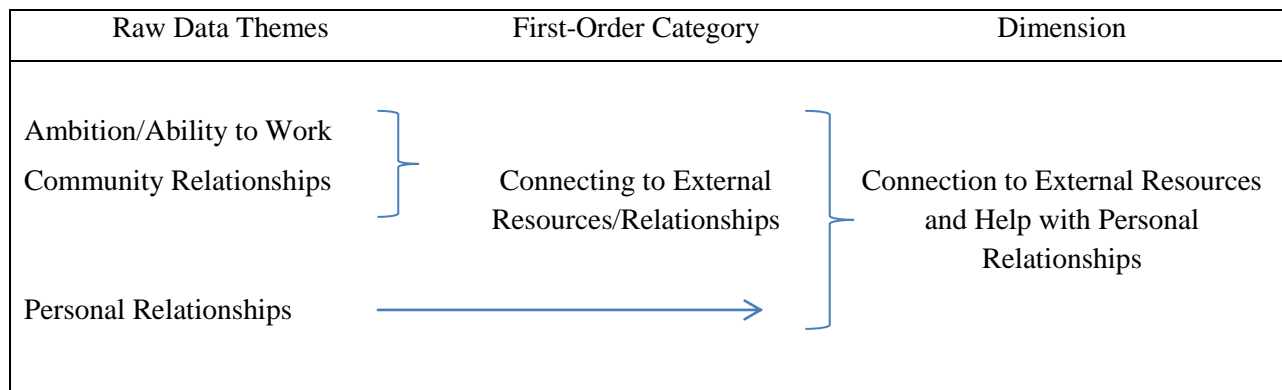 Raw Data Themes First-Order Category Dimension
Ambition/Ability to Work
Community Relationships
Connecting to External
Resources/Relationships
Connection to External Resources
and Help with Personal
Relationships
Personal Relationships